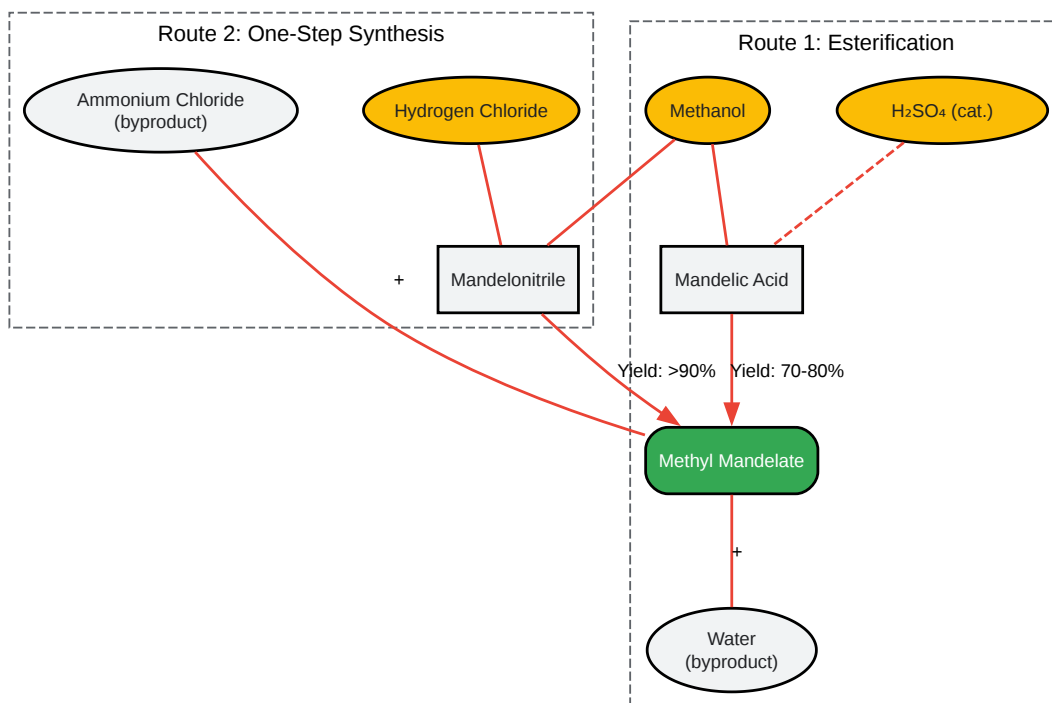 Route 2: One-Step Synthesis
Route 1: Esterification
Ammonium Chloride
(byproduct)
Hydrogen Chloride
Methanol
H₂SO₄ (cat.)
+
Mandelonitrile
Mandelic Acid
Yield: >90%
Yield: 70-80%
Methyl Mandelate
+
Water
(byproduct)